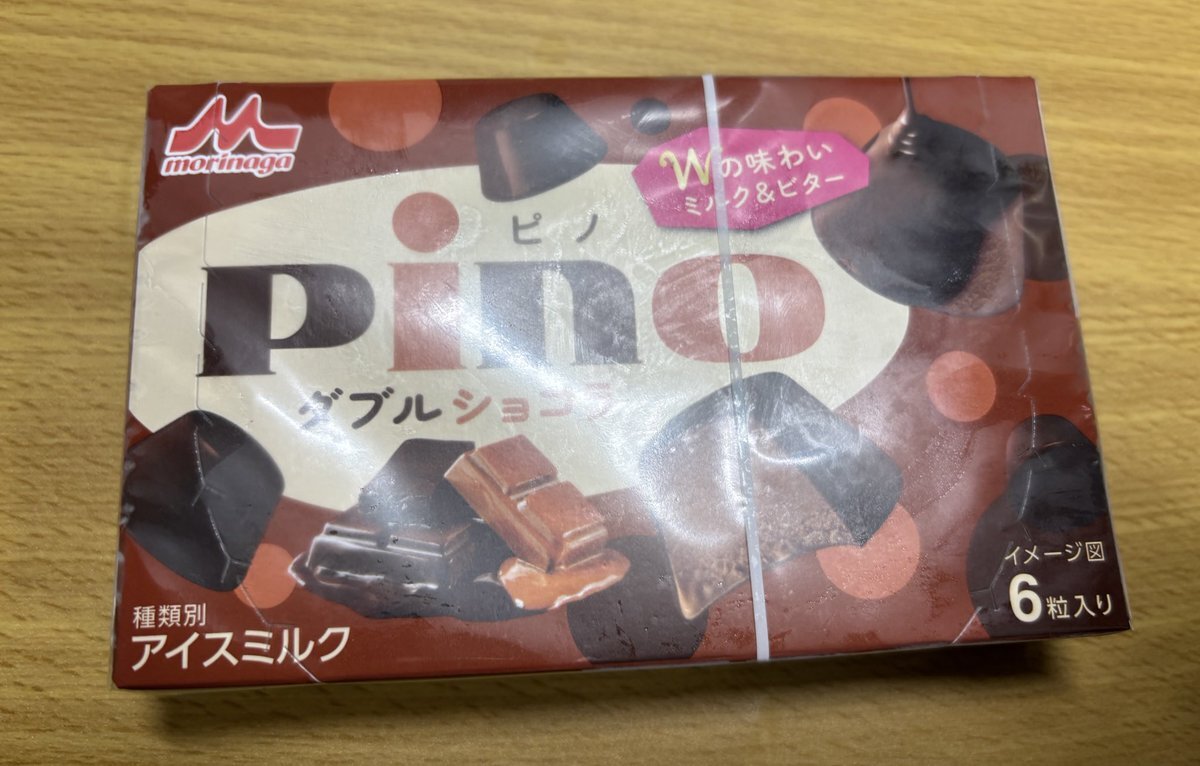 morinaga
Wの味わい
ミルク&ビター
ピノ
pino
ダブルショコラ
イメージ図
6粒入り
種類別
アイスミルク